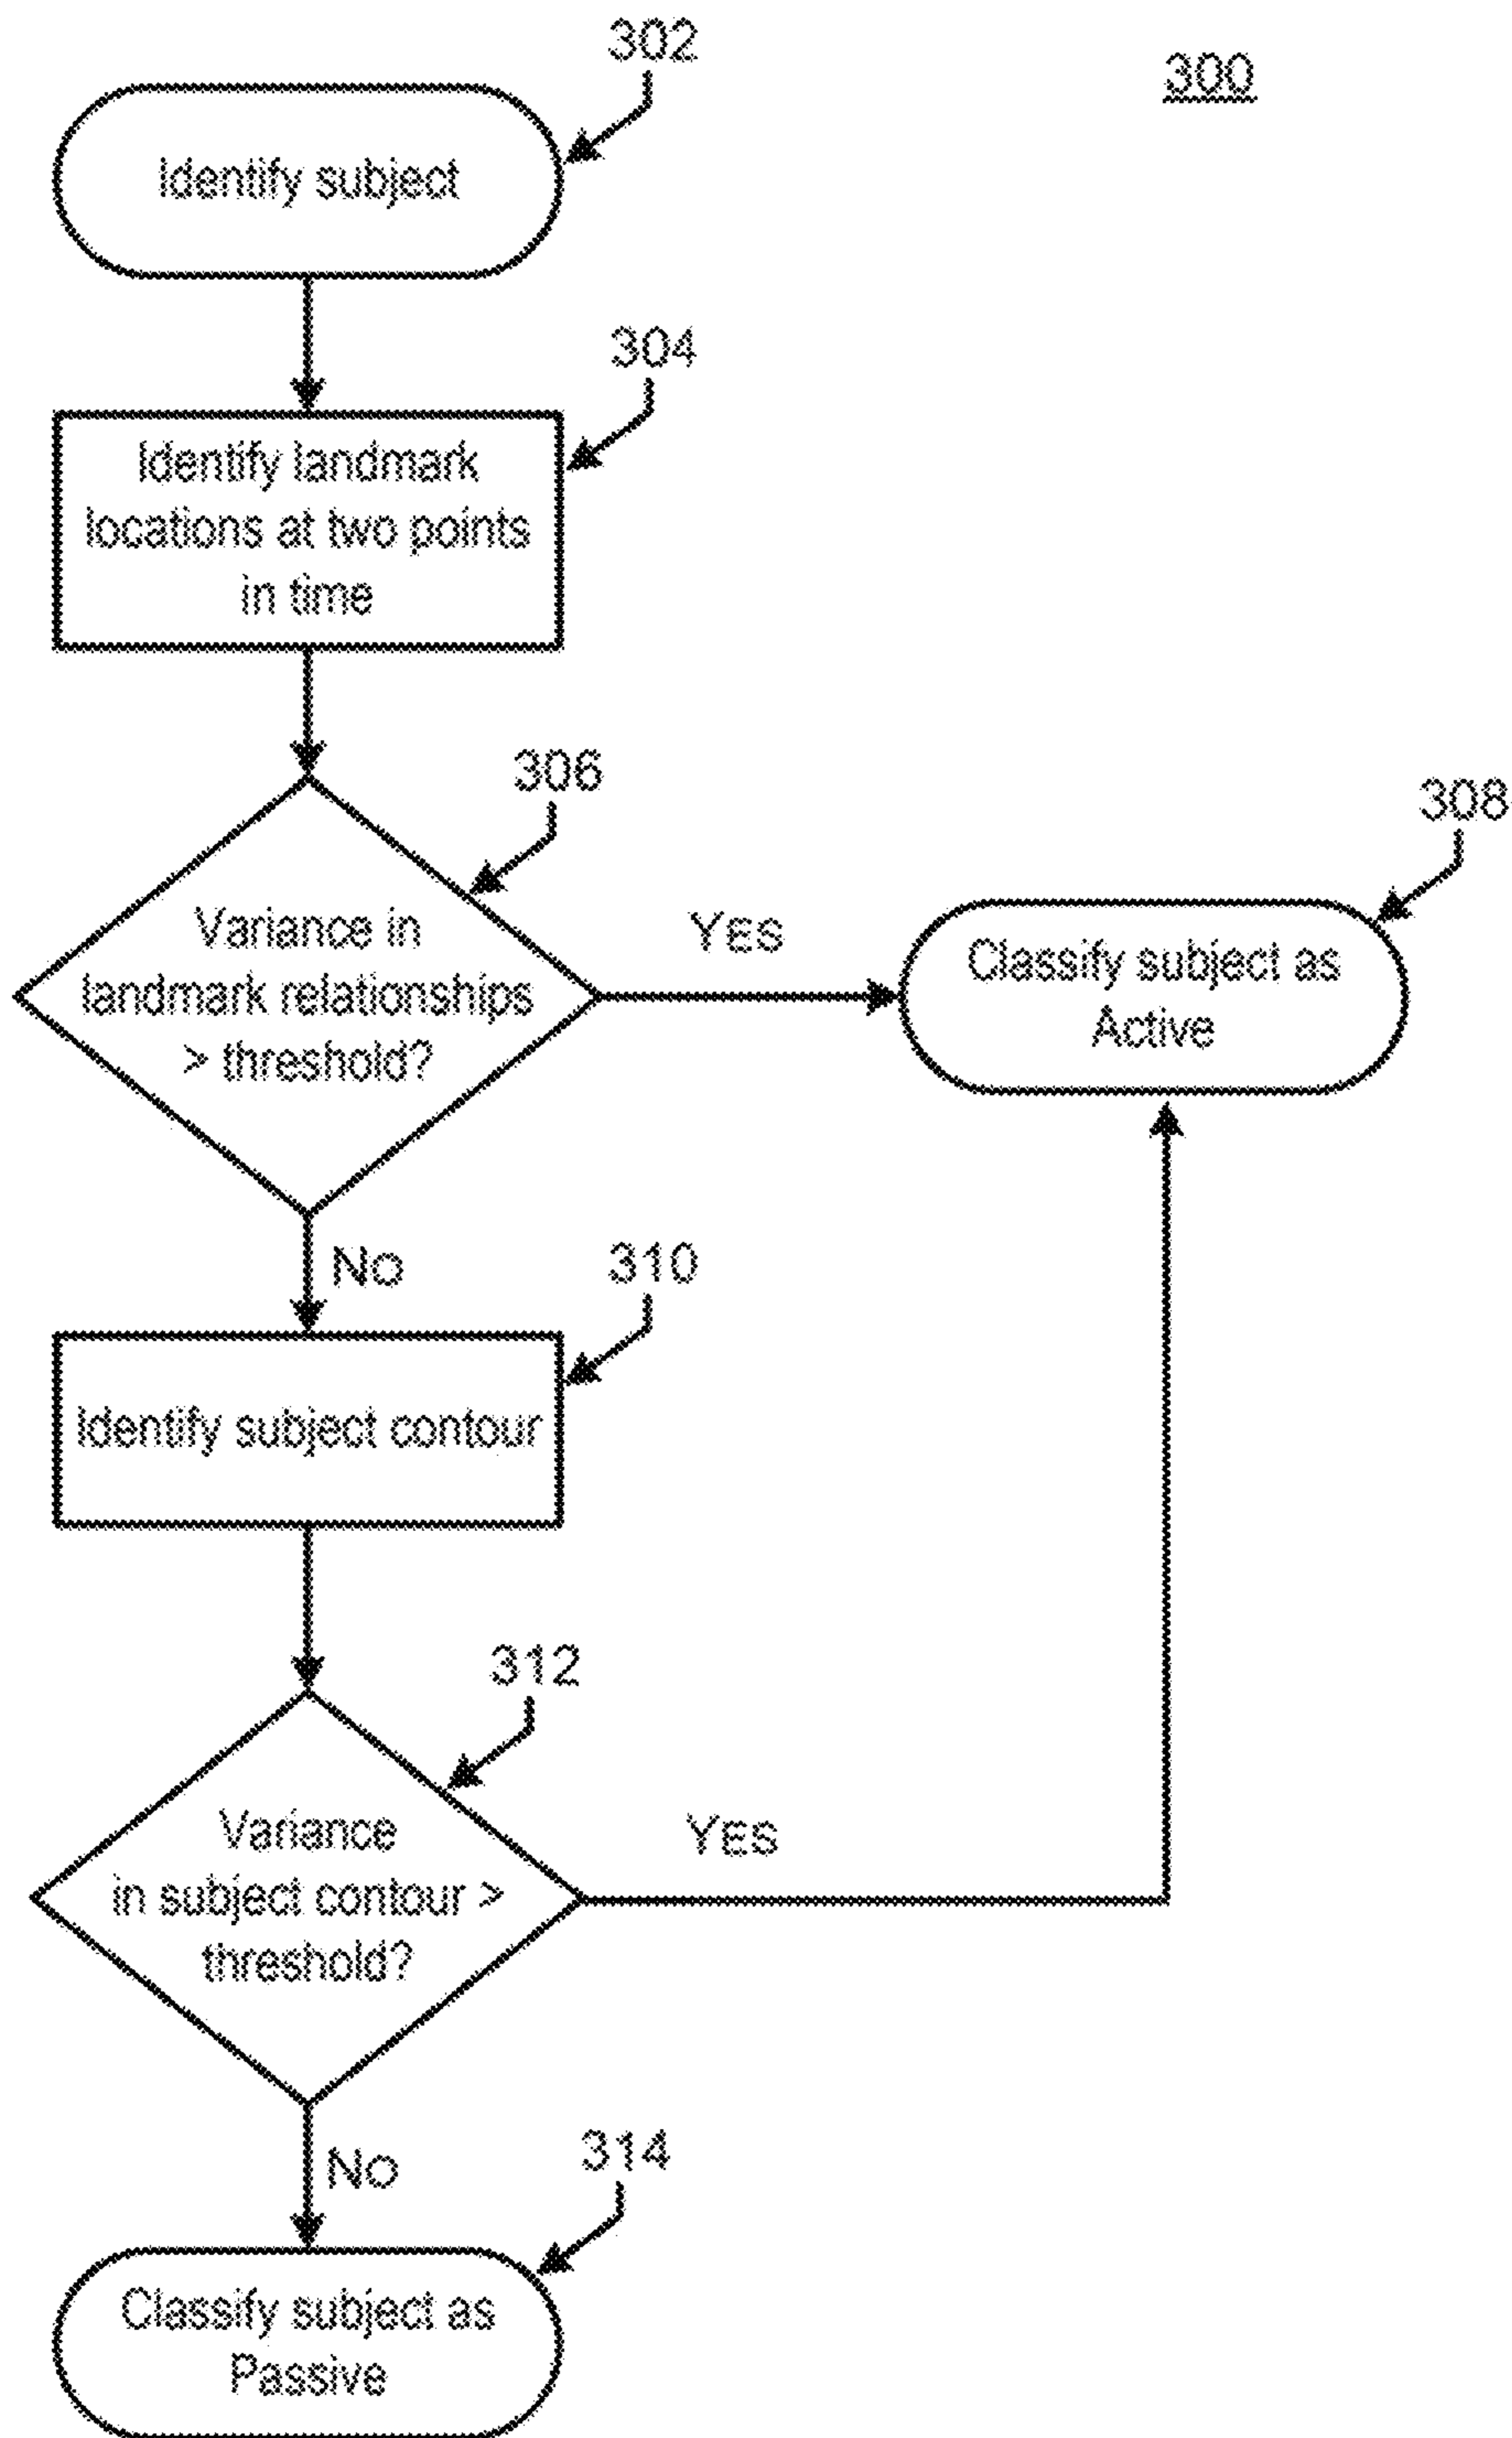 302
300
Identify subject
304
Identify landmark
locations at two points
in time
306
308
Variance in
landmark relationships
> threshold?
YES
Classify subject as
Active
No
310
Identify subject contour
312
Variance
in subject contour >
threshold?
YES
No
314
Classify subject as
Passive